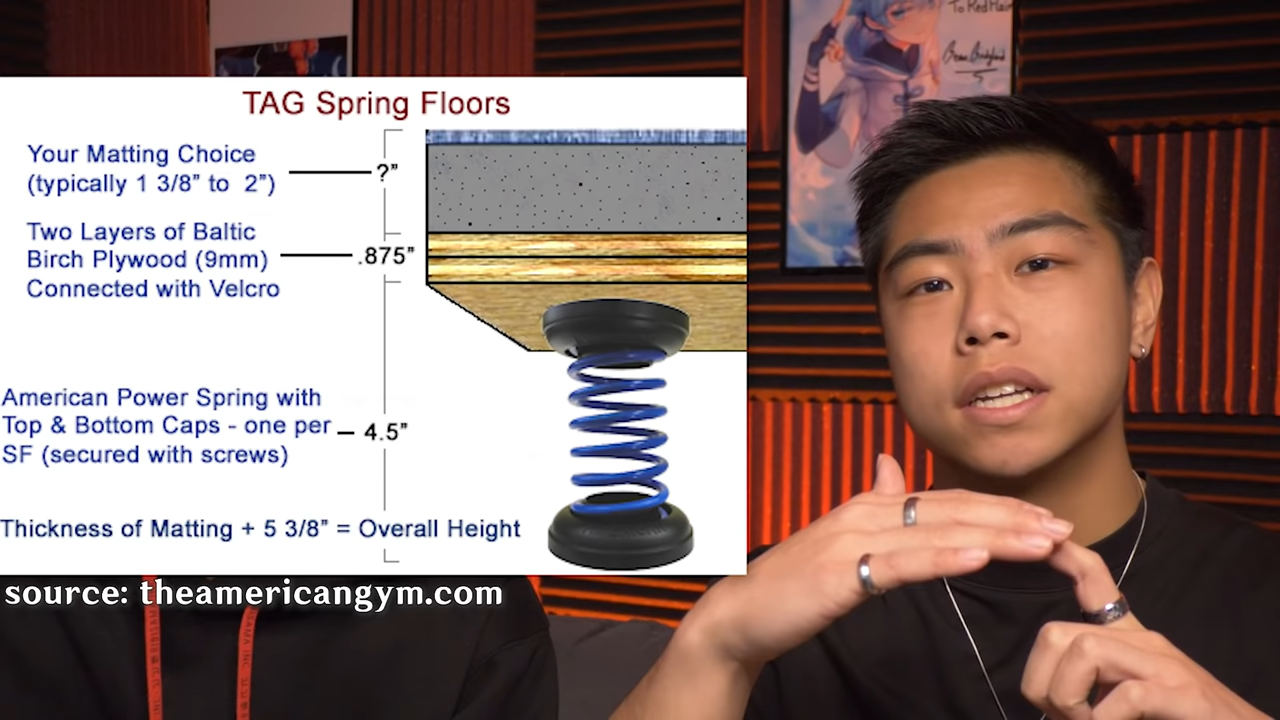 To RedHair
TAG Spring Floors
Your Matting Choice
(typically 1 3/8” to 2”)
?”
Two Layers of Baltic
Birch Plywood (9mm)
Connected with Velcro
.875”
American Power Spring with
Top & Bottom Caps - one per
SF (secured with screws)
4.5”
Thickness of Matting + 5 3/8” = Overall Height
source: theamericangym.com